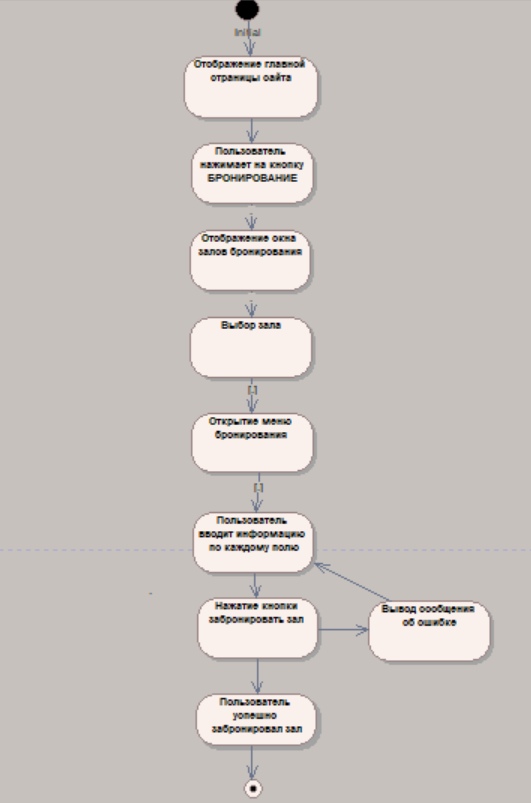 Initial
Отображение главной
страницы сайта
Пользователь
нажимает на кнопку
БРОНИРОВАНИЕ
Отображение окна
залов бронирования
Выбор зала
[.]
Открытие меню
бронирования
[.]
Пользователь
вводит информацию
по каждому полю
Нажатие кнопки
забронировать зал
Вывод сообщения
об ошибке
Пользователь
успешно
забронировал зал